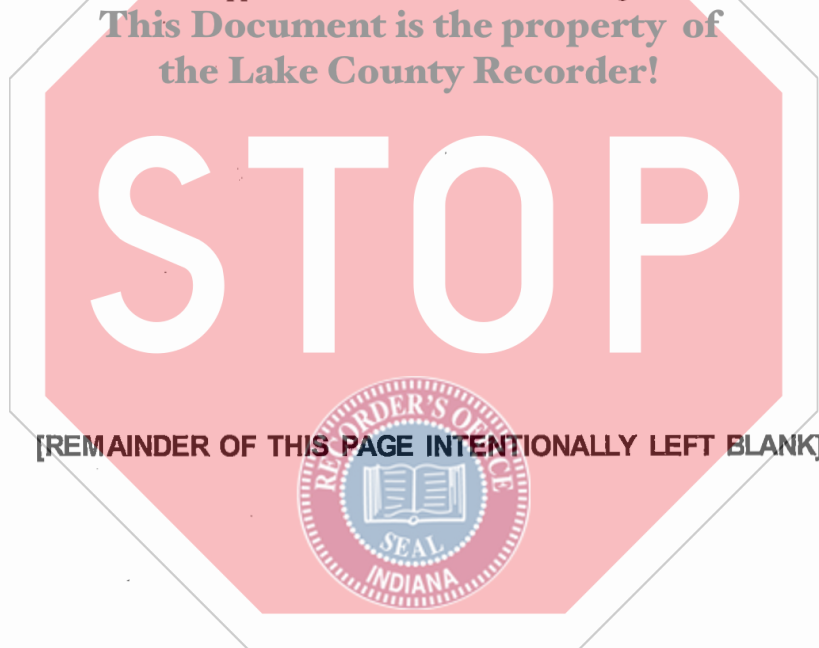 This Document is the property of
the Lake County Recorder!
STOP
[REMAINDER OF THIS PAGE INTENTIONALLY LEFT BLANK]
RECORDER'S OFFICE
SEAL
INDIANA